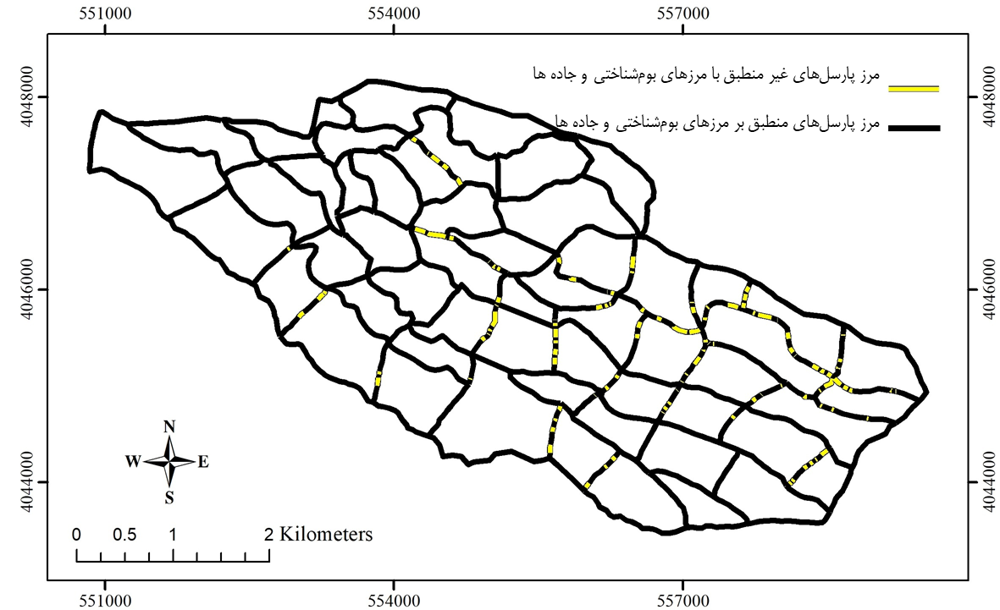 551000 554000 557000
4048000 4048000
مرز پارسل‌های غیر منطبق با مرزهای بوم‌شناختی و جاده ها
مرز پارسل‌های منطبق بر مرزهای بوم‌شناختی و جاده ها
4046000 4046000
N
W E
S
4044000 4044000
0 0.5 1 2 Kilometers
551000 554000 557000